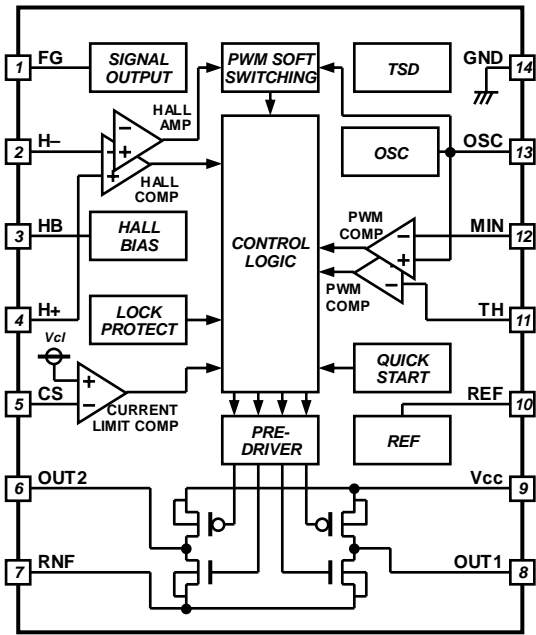 1 FG
SIGNAL
OUTPUT
PWM SOFT
SWITCHING
TSD
GND 14
HALL
AMP
2 H–
OSC
OSC 13
HALL
COMP
3 HB
HALL
BIAS
CONTROL
LOGIC
PWM
COMP
MIN 12
4 H+
LOCK
PROTECT
PWM
COMP
TH 11
Vcl
5 CS
CURRENT
LIMIT COMP
QUICK
START
REF 10
PRE-
DRIVER
REF
6 OUT2
Vcc 9
7 RNF
OUT1 8